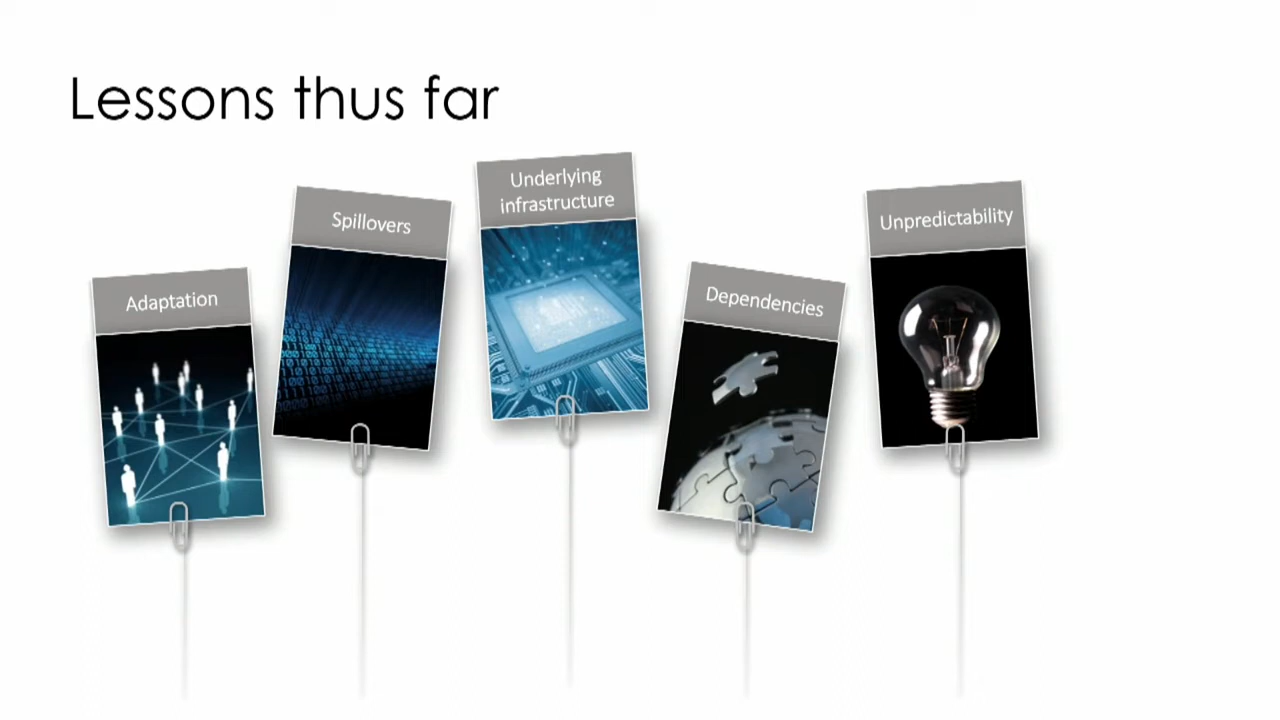 Lessons thus far
Adaptation
Spillovers
Underlying
infrastructure
Dependencies
Unpredictability